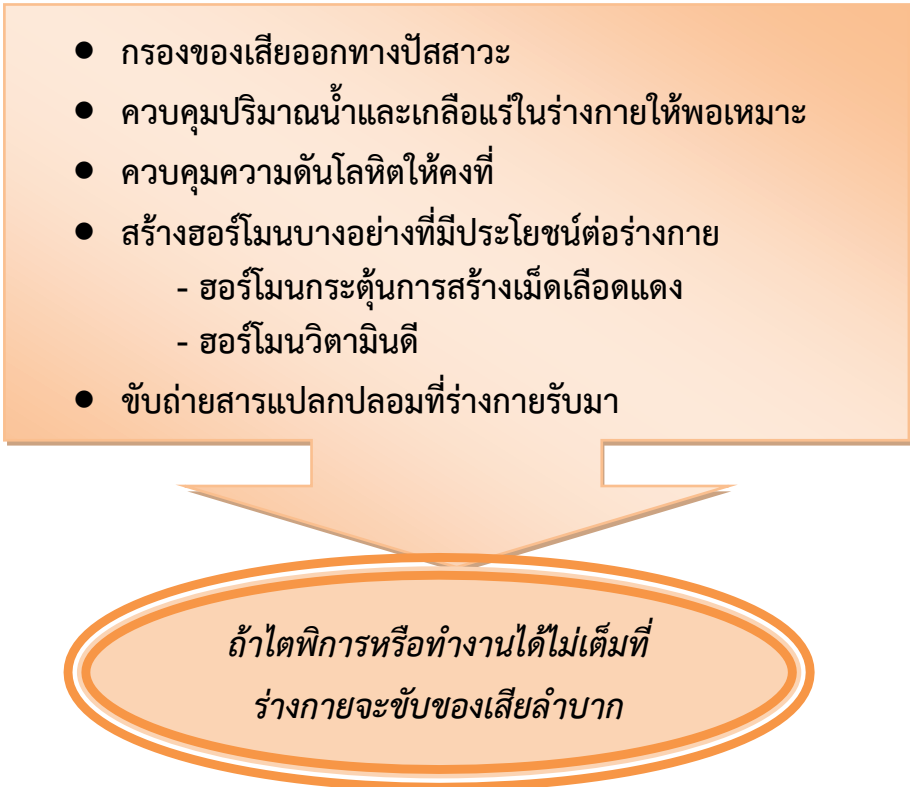 ● กรองของเสียออกทางปัสสาวะ
● ควบคุมปริมาณน้ำและเกลือแร่ในร่างกายให้พอเหมาะ
● ควบคุมความดันโลหิตให้คงที่
● สร้างฮอร์โมนบางอย่างที่มีประโยชน์ต่อร่างกาย
- ฮอร์โมนกระตุ้นการสร้างเม็ดเลือดแดง
- ฮอร์โมนวิตามินดี
● ขับถ่ายสารแปลกปลอมที่ร่างกายรับมา
ถ้าไตพิการหรือทำงานได้ไม่เต็มที่
ร่างกายจะขับของเสียลำบาก